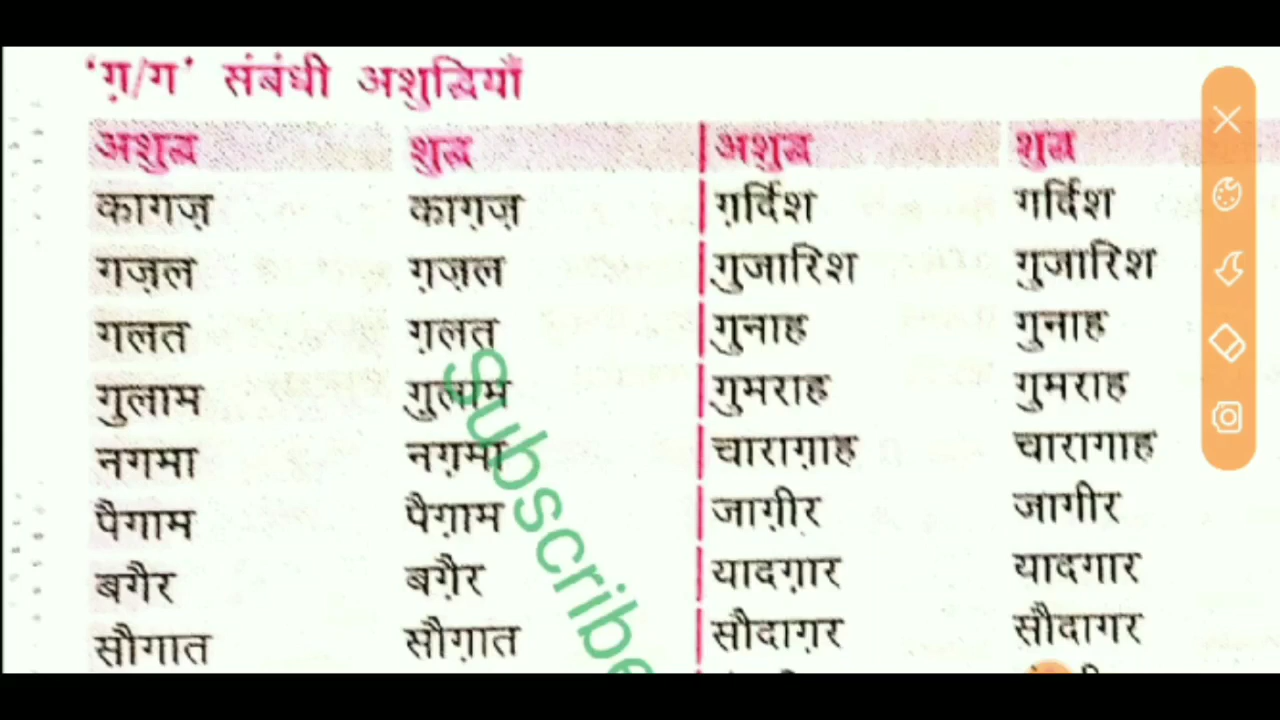 ‘ग़/ग’ संबंधी अशुद्धियाँ
अशुद्ध शुद्ध अशुद्ध शुद्ध
कागज़ काग़ज़ ग़र्दिश गर्दिश
गज़ल ग़ज़ल ग़ुजारिश गुजारिश
गलत ग़लत ग़ुनाह गुनाह
गुलाम ग़ुलाम ग़ुमराह गुमराह
नगमा नग़मा चाराग़ाह चारागाह
पैगाम पैग़ाम जाग़ीर जागीर
बगैर बग़ैर यादग़ार यादगार
सौगात सौग़ात सौदाग़र सौदागर
Subscribe